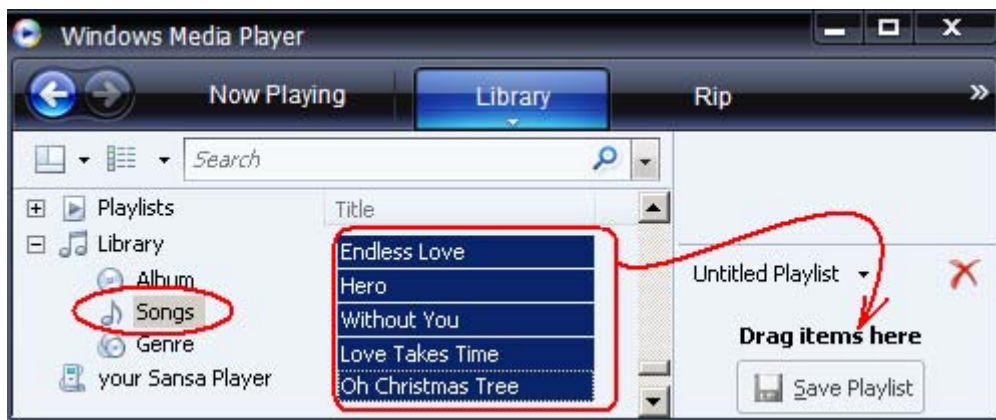 Windows Media Player
Now Playing Library Rip »
Search
Playlists
Library
Album
Songs
Genre
your Sansa Player
Title
Endless Love
Hero
Without You
Love Takes Time
Oh Christmas Tree
Untitled Playlist
Drag items here
Save Playlist